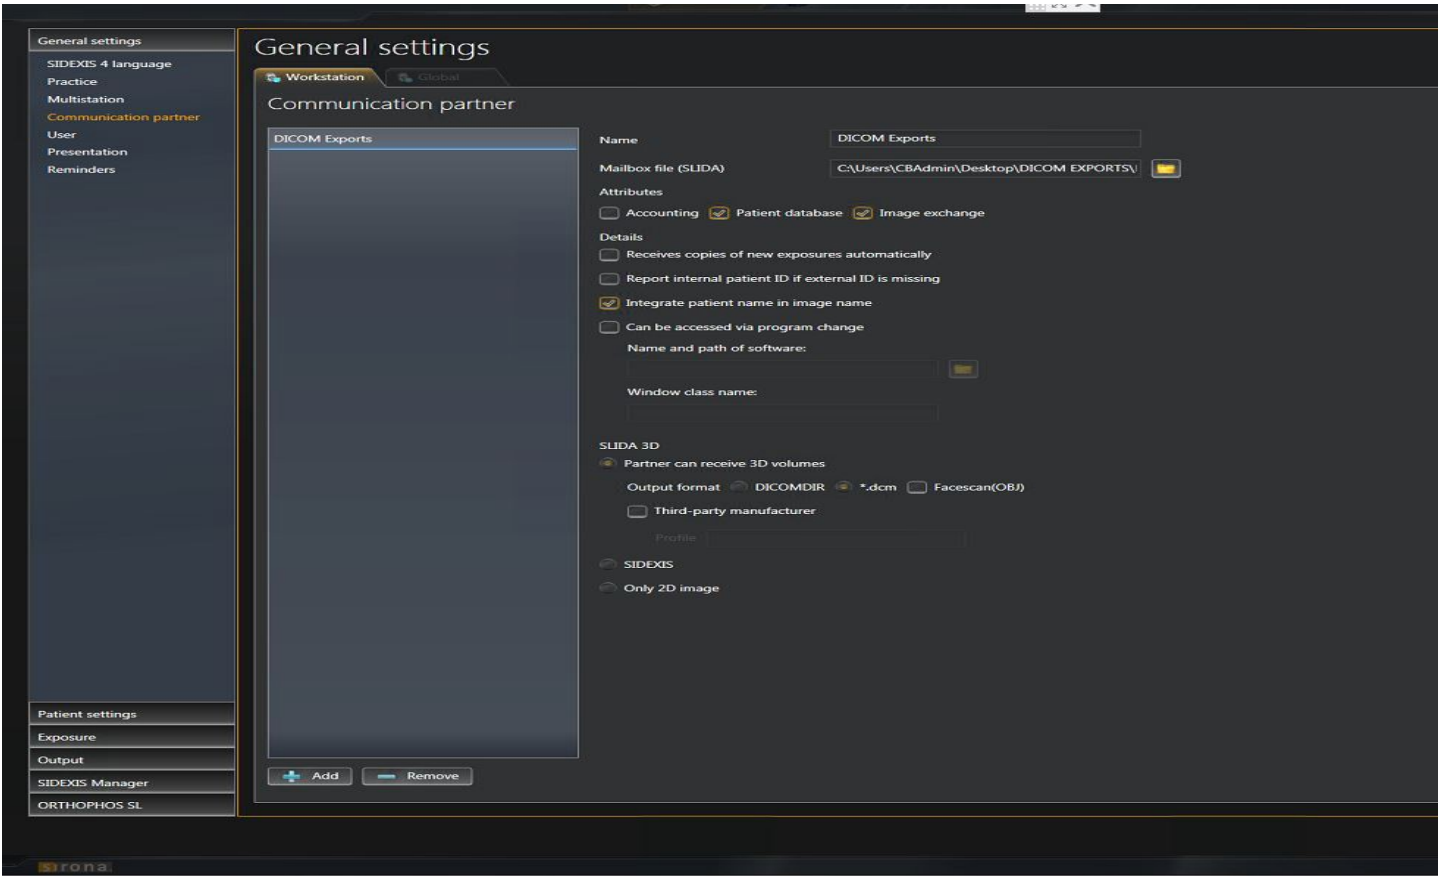 General settings
SIDEXIS 4 language
Practice
Multistation
Communication partner
User
Presentation
Reminders
Patient settings
Exposure
Output
SIDEXIS Manager
ORTHOPHOS SL
General settings
Workstation Global
Communication partner
DICOM Exports
Add Remove
Name DICOM Exports
Mailbox file (SLIDA) C:\Users\CBAdmin\Desktop\DICOM EXPORTS\
Attributes
Accounting Patient database Image exchange
Details
Receives copies of new exposures automatically
Report internal patient ID if external ID is missing
Integrate patient name in image name
Can be accessed via program change
Name and path of software:
Window class name:
SLIDA 3D
Partner can receive 3D volumes
Output format DICOMDIR *.dcm Facescan(OBJ)
Third-party manufacturer
Profile
SIDEXIS
Only 2D image
sirona